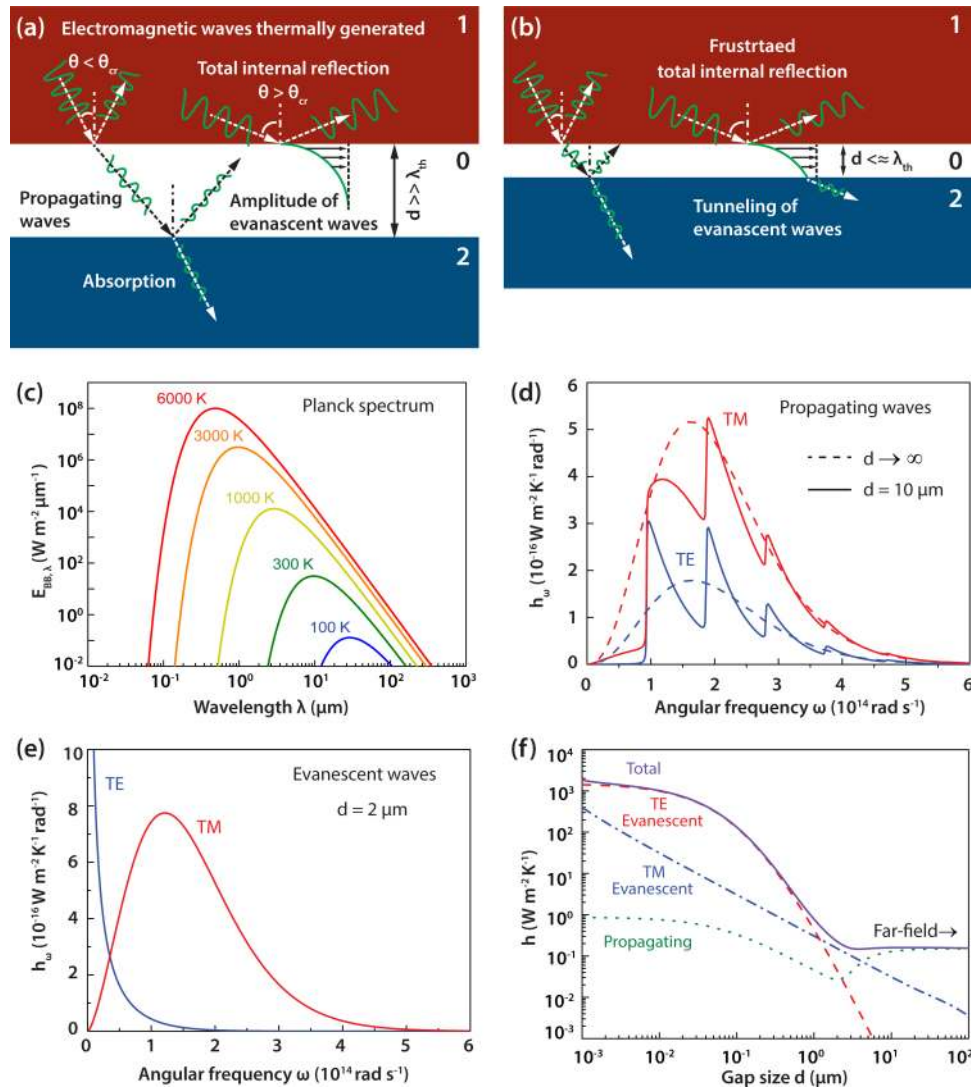 (a) Electromagnetic waves thermally generated 1
θ < θcr
Total internal reflection
θ > θcr
0
Propagating
waves
Amplitude of
evanascent waves
d >> λth
2
Absorption
(b) 1
Frustrtaed
total internal reflection
0
d <≈ λth
2
Tunneling of
evanascent waves
(c)
Planck spectrum
6000 K
3000 K
1000 K
300 K
100 K
10⁸
10⁶
10⁴
10²
10⁰
10⁻²
E_BB,λ (W m⁻² μm⁻¹)
10⁻² 10⁻¹ 10⁰ 10¹ 10² 10³
Wavelength λ (μm)
(d)
Propagating waves
TM
d → ∞
d = 10 μm
TE
6
5
4
3
2
1
0
h_ω (10⁻¹⁶ W m⁻² K⁻¹ rad⁻¹)
0 1 2 3 4 5 6
Angular frequency ω (10¹⁴ rad s⁻¹)
(e)
Evanescent waves
d = 2 μm
TE
TM
10
8
6
4
2
0
h_ω (10⁻¹⁶ W m⁻² K⁻¹ rad⁻¹)
0 1 2 3 4 5 6
Angular frequency ω (10¹⁴ rad s⁻¹)
(f)
Total
TE
Evanescent
TM
Evanescent
Propagating
Far-field→
10⁴
10³
10²
10¹
10⁰
10⁻¹
10⁻²
10⁻³
h (W m⁻² K⁻¹)
10⁻³ 10⁻² 10⁻¹ 10⁰ 10¹ 10²
Gap size d (μm)